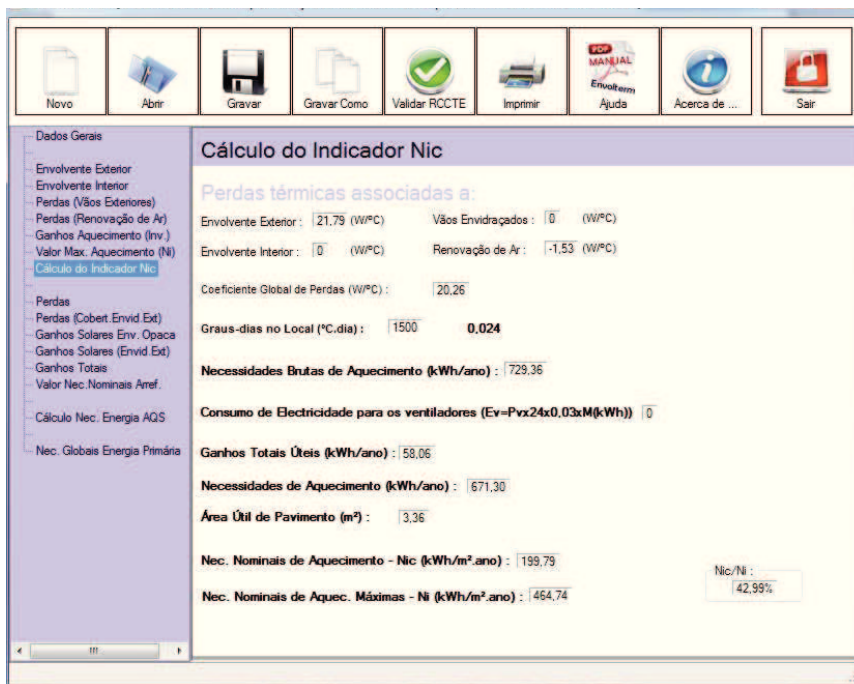 Novo
Abrir
Gravar
Gravar Como
Validar RCCTE
Imprimir
PDF
MANUAL
Envolterm
Ajuda
Acerca de ...
Sair
Dados Gerais
Envolvente Exterior
Envolvente Interior
Perdas (Vãos Exteriores)
Perdas (Renovação de Ar)
Ganhos Aquecimento (Inv.)
Valor Max. Aquecimento (Ni)
Cálculo do Indicador Nic
Perdas
Perdas (Cobert.Envid.Ext)
Ganhos Solares Env. Opaca
Ganhos Solares (Envid.Ext)
Ganhos Totais
Valor Nec.Nominais Arref.
Cálculo Nec. Energia AQS
Nec. Globais Energia Primária
Cálculo do Indicador Nic
Perdas térmicas associadas a:
Envolvente Exterior : 21,79 (W/ºC) Vãos Envidraçados : 0 (W/ºC)
Envolvente Interior : 0 (W/ºC) Renovação de Ar : -1,53 (W/ºC)
Coeficiente Global de Perdas (W/ºC) : 20,26
Graus-dias no Local (ºC.dia) : 1500 0,024
Necessidades Brutas de Aquecimento (kWh/ano) : 729,36
Consumo de Electricidade para os ventiladores (Ev=Pvx24x0,03xM(kWh)) 0
Ganhos Totais Úteis (kWh/ano) : 58,06
Necessidades de Aquecimento (kWh/ano) : 671,30
Área Útil de Pavimento (m²) : 3,36
Nec. Nominais de Aquecimento - Nic (kWh/m².ano) : 199,79
Nic/Ni :
42,99%
Nec. Nominais de Aquec. Máximas - Ni (kWh/m².ano) : 464,74